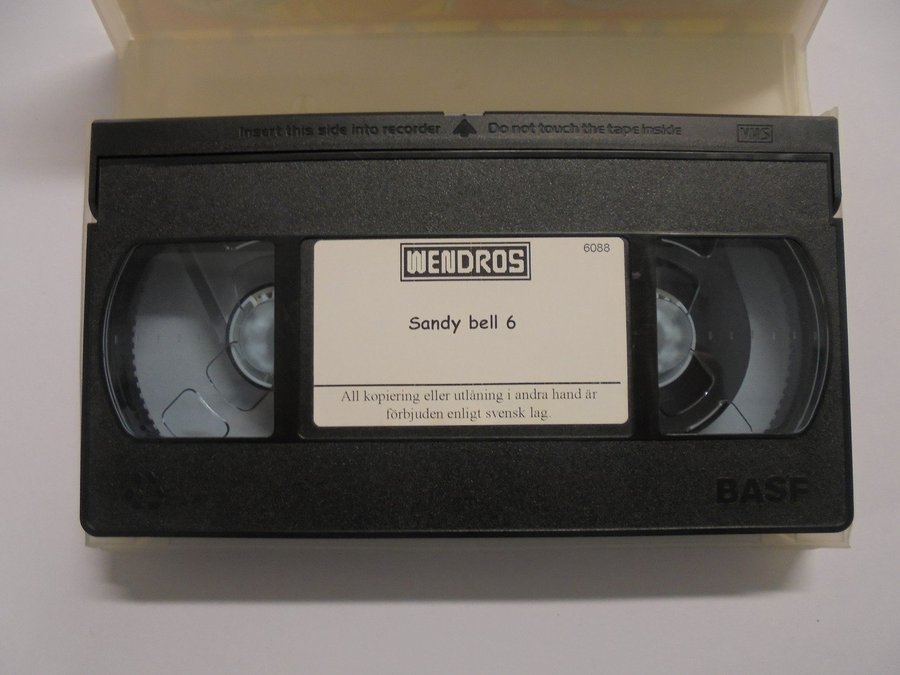 Insert this side into recorder Do not touch the tape inside VHS
WENDROS
6088
Sandy bell 6
All kopiering eller utlåning i andra hand är
förbjuden enligt svensk lag.
BASF